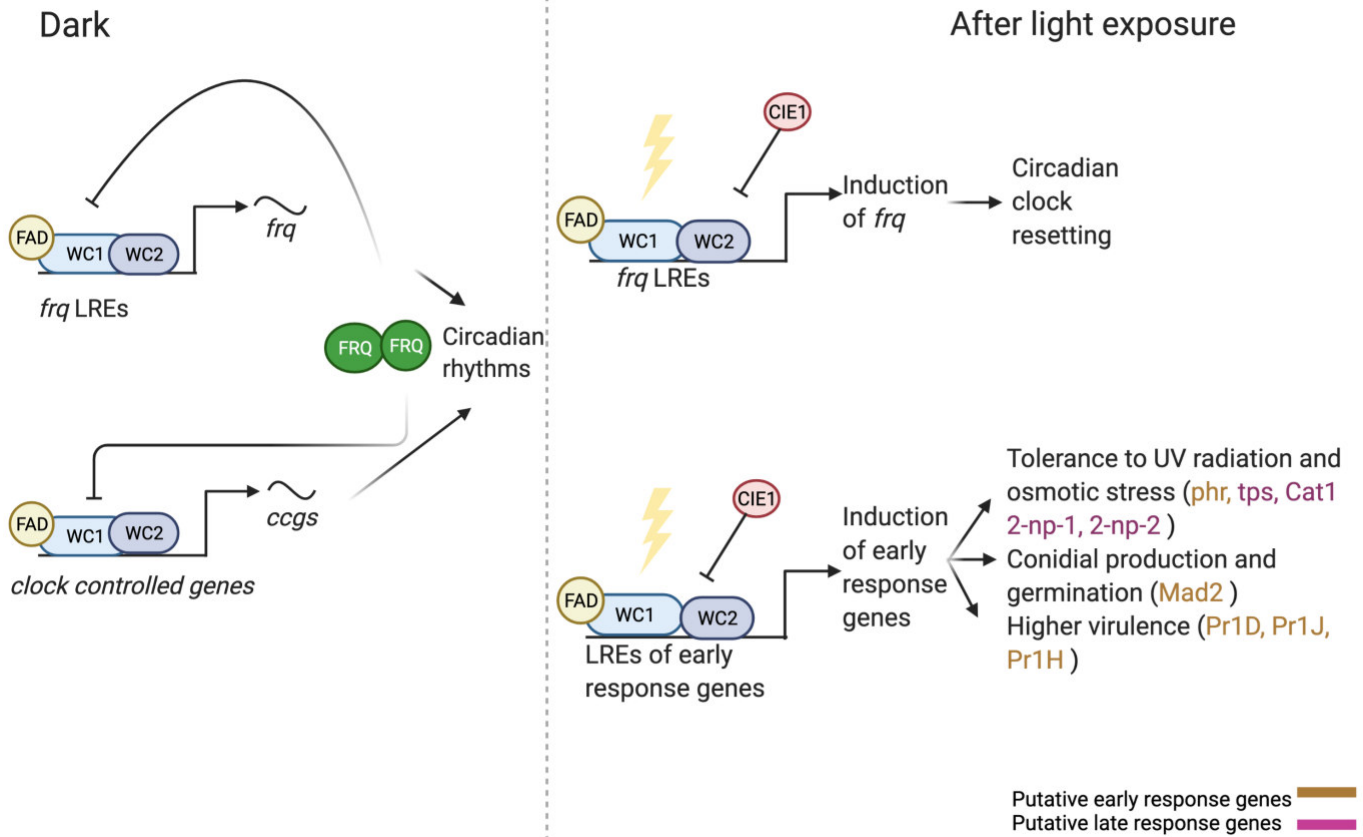 Dark
FAD
WC1
WC2
frq
frq LREs
FRQ
FRQ
Circadian
rhythms
FAD
WC1
WC2
ccgs
clock controlled genes
After light exposure
CIE1
FAD
WC1
WC2
frq LREs
Induction
of frq
Circadian
clock
resetting
CIE1
FAD
WC1
WC2
LREs of early
response genes
Induction
of early
response
genes
Tolerance to UV radiation and
osmotic stress (phr, tps, Cat1
2-np-1, 2-np-2 )
Conidial production and
germination (Mad2 )
Higher virulence (Pr1D, Pr1J,
Pr1H )
Putative early response genes
Putative late response genes